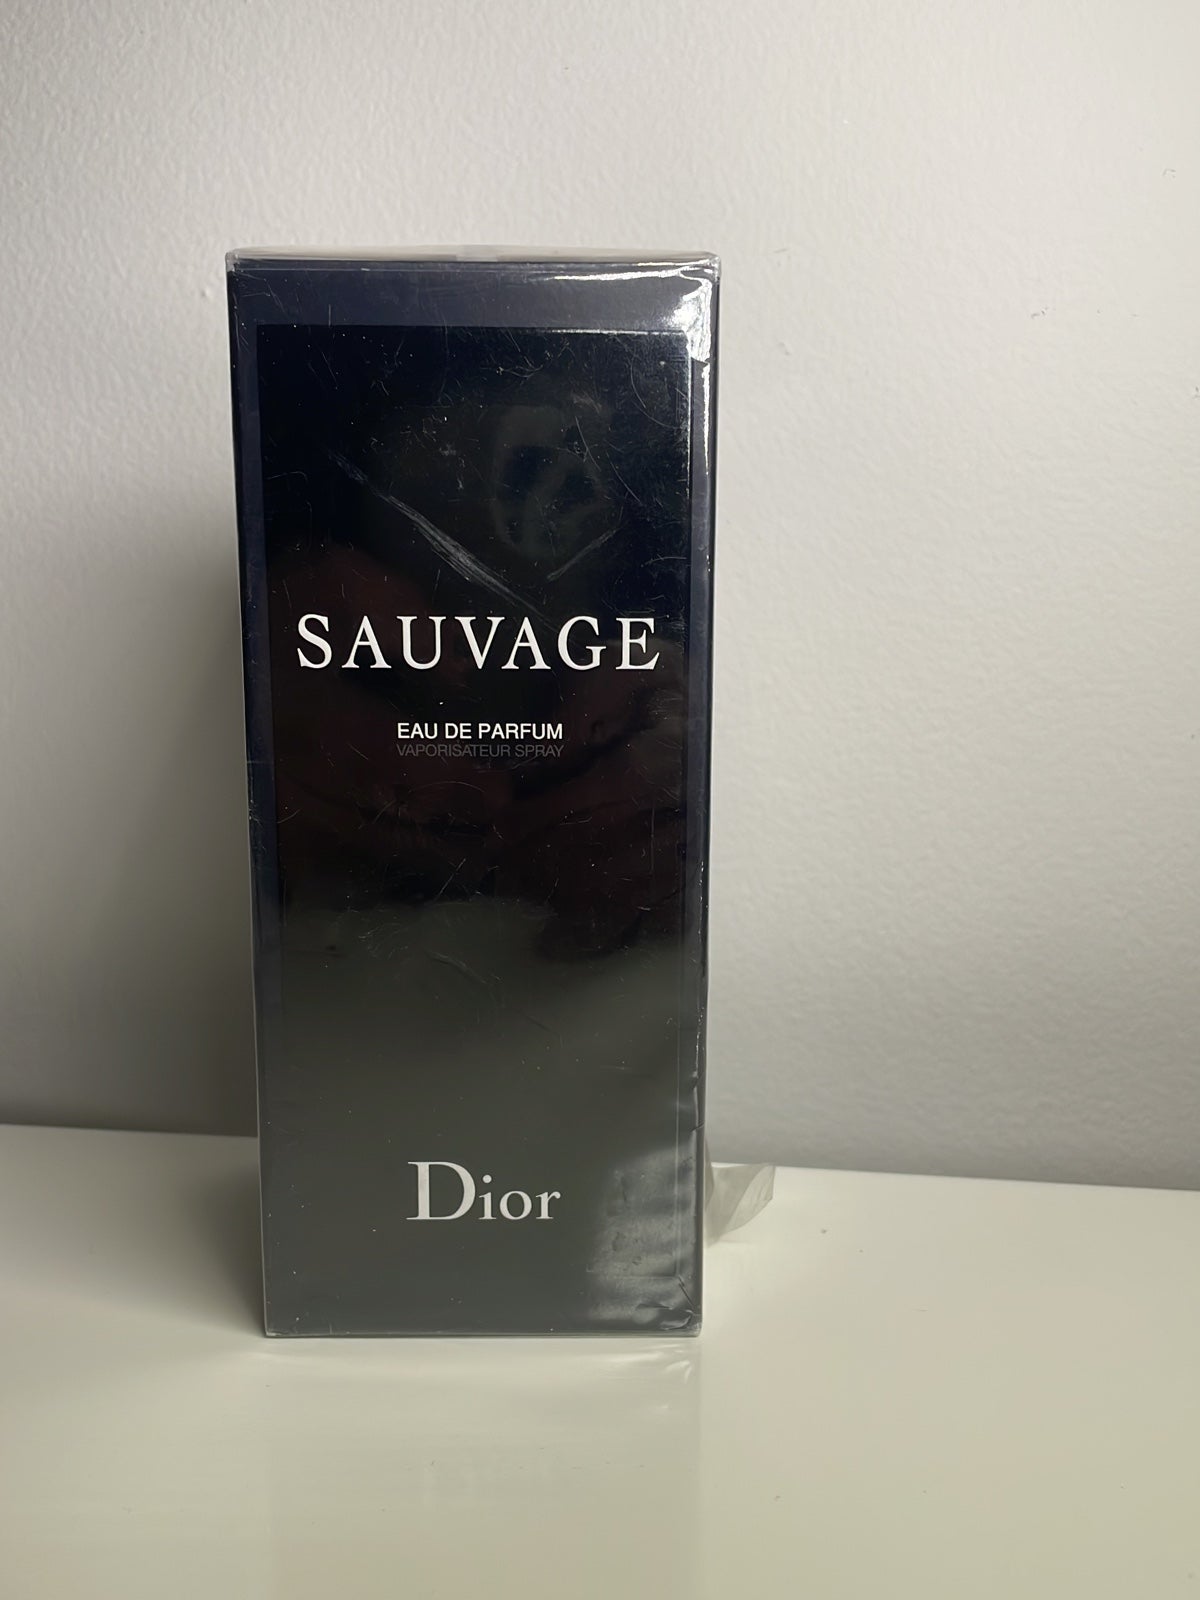 SAUVAGE
EAU DE PARFUM
VAPORISATEUR SPRAY
Dior